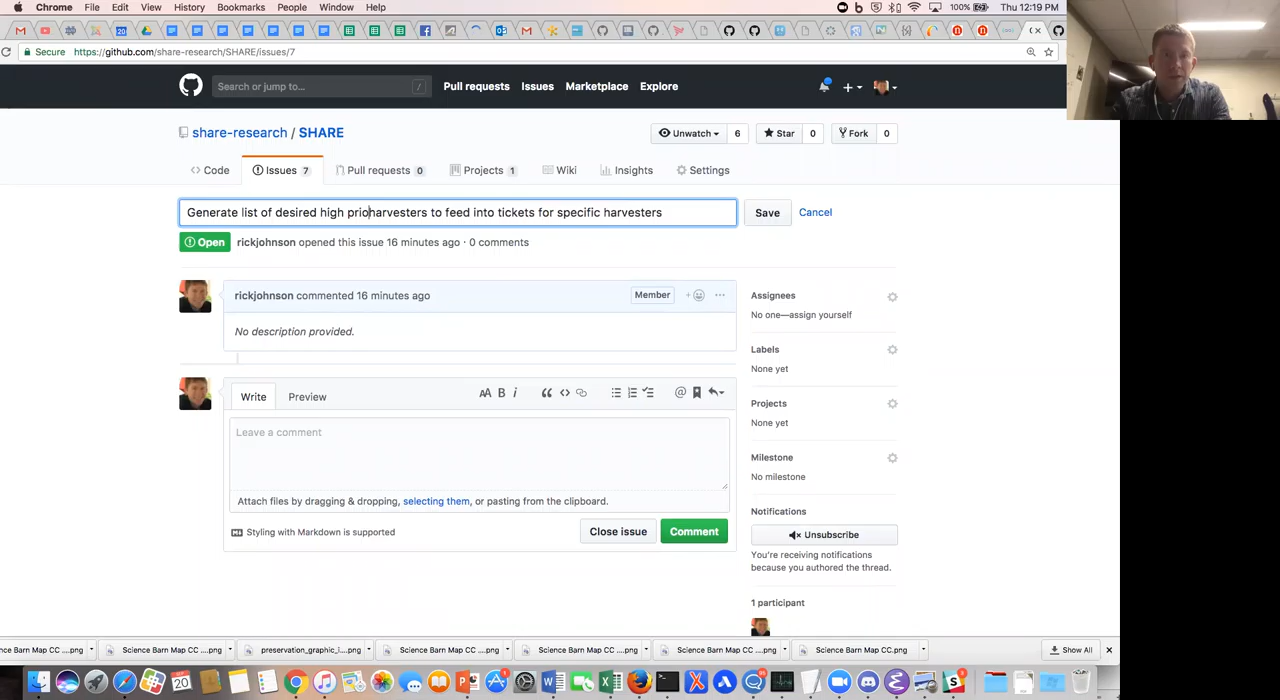 Chrome File Edit View History Bookmarks People Window Help 100% Thu 12:19 PM
Secure https://github.com/share-research/SHARE/issues/7
Search or jump to... / Pull requests Issues Marketplace Explore
share-research / SHARE Unwatch 6 Star 0 Fork 0
Code Issues 7 Pull requests 0 Projects 1 Wiki Insights Settings
Generate list of desired high prioharvesters to feed into tickets for specific harvesters Save Cancel
Open rickjohnson opened this issue 16 minutes ago · 0 comments
rickjohnson commented 16 minutes ago Member
No description provided.
Assignees
No one—assign yourself
Labels
None yet
Write Preview
Projects
None yet
Leave a comment
Milestone
No milestone
Attach files by dragging & dropping, selecting them, or pasting from the clipboard.
Notifications
Styling with Markdown is supported Close issue Comment
Unsubscribe
You're receiving notifications
because you authored the thread.
1 participant
nce Barn Map CC ....png Science Barn Map CC ....png preservation_graphic_i....png Science Barn Map CC ....png Science Barn Map CC ....png Science Barn Map CC ....png Science Barn Map CC.png Show All